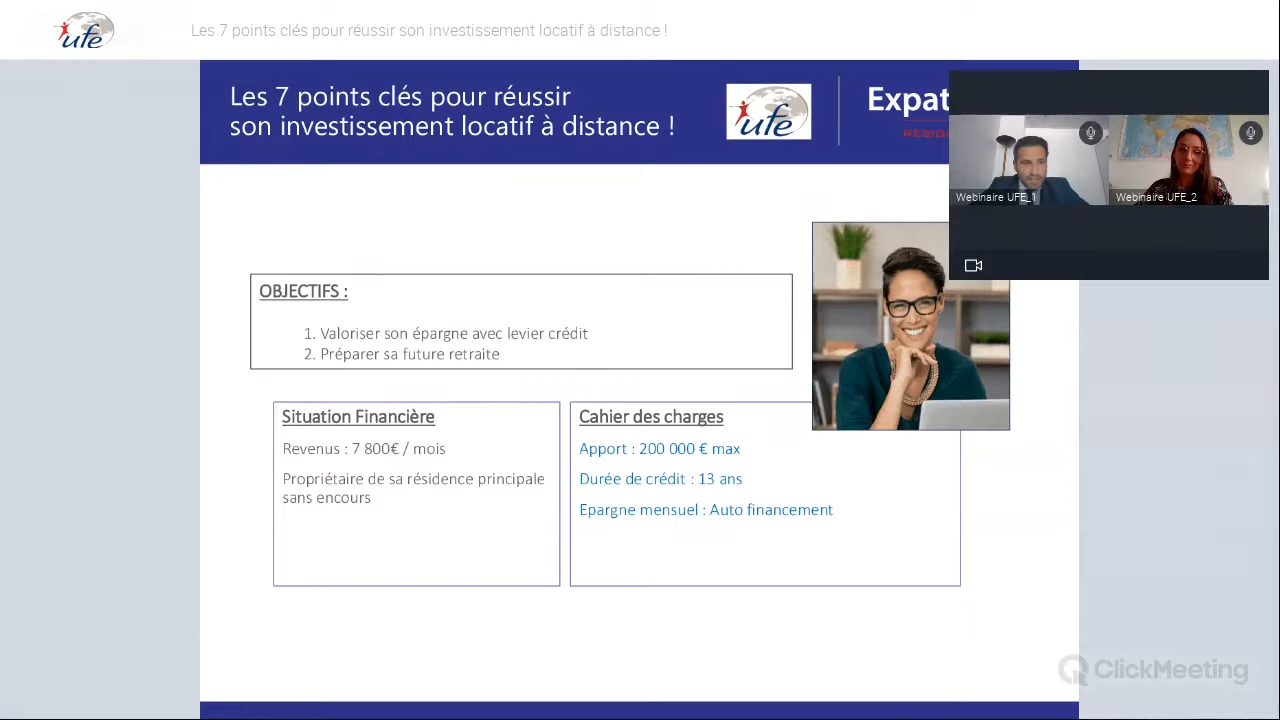 ufe
Les 7 points clés pour réussir son investissement locatif à distance !
Les 7 points clés pour réussir
son investissement locatif à distance !
ufe
Expat
RÉSID
Webinaire UFE_1
Webinaire UFE_2
OBJECTIFS :
1. Valoriser son épargne avec levier crédit
2. Préparer sa future retraite
Situation Financière
Revenus : 7 800€ / mois
Propriétaire de sa résidence principale
sans encours
Cahier des charges
Apport : 200 000 € max
Durée de crédit : 13 ans
Epargne mensuel : Auto financement
ClickMeeting